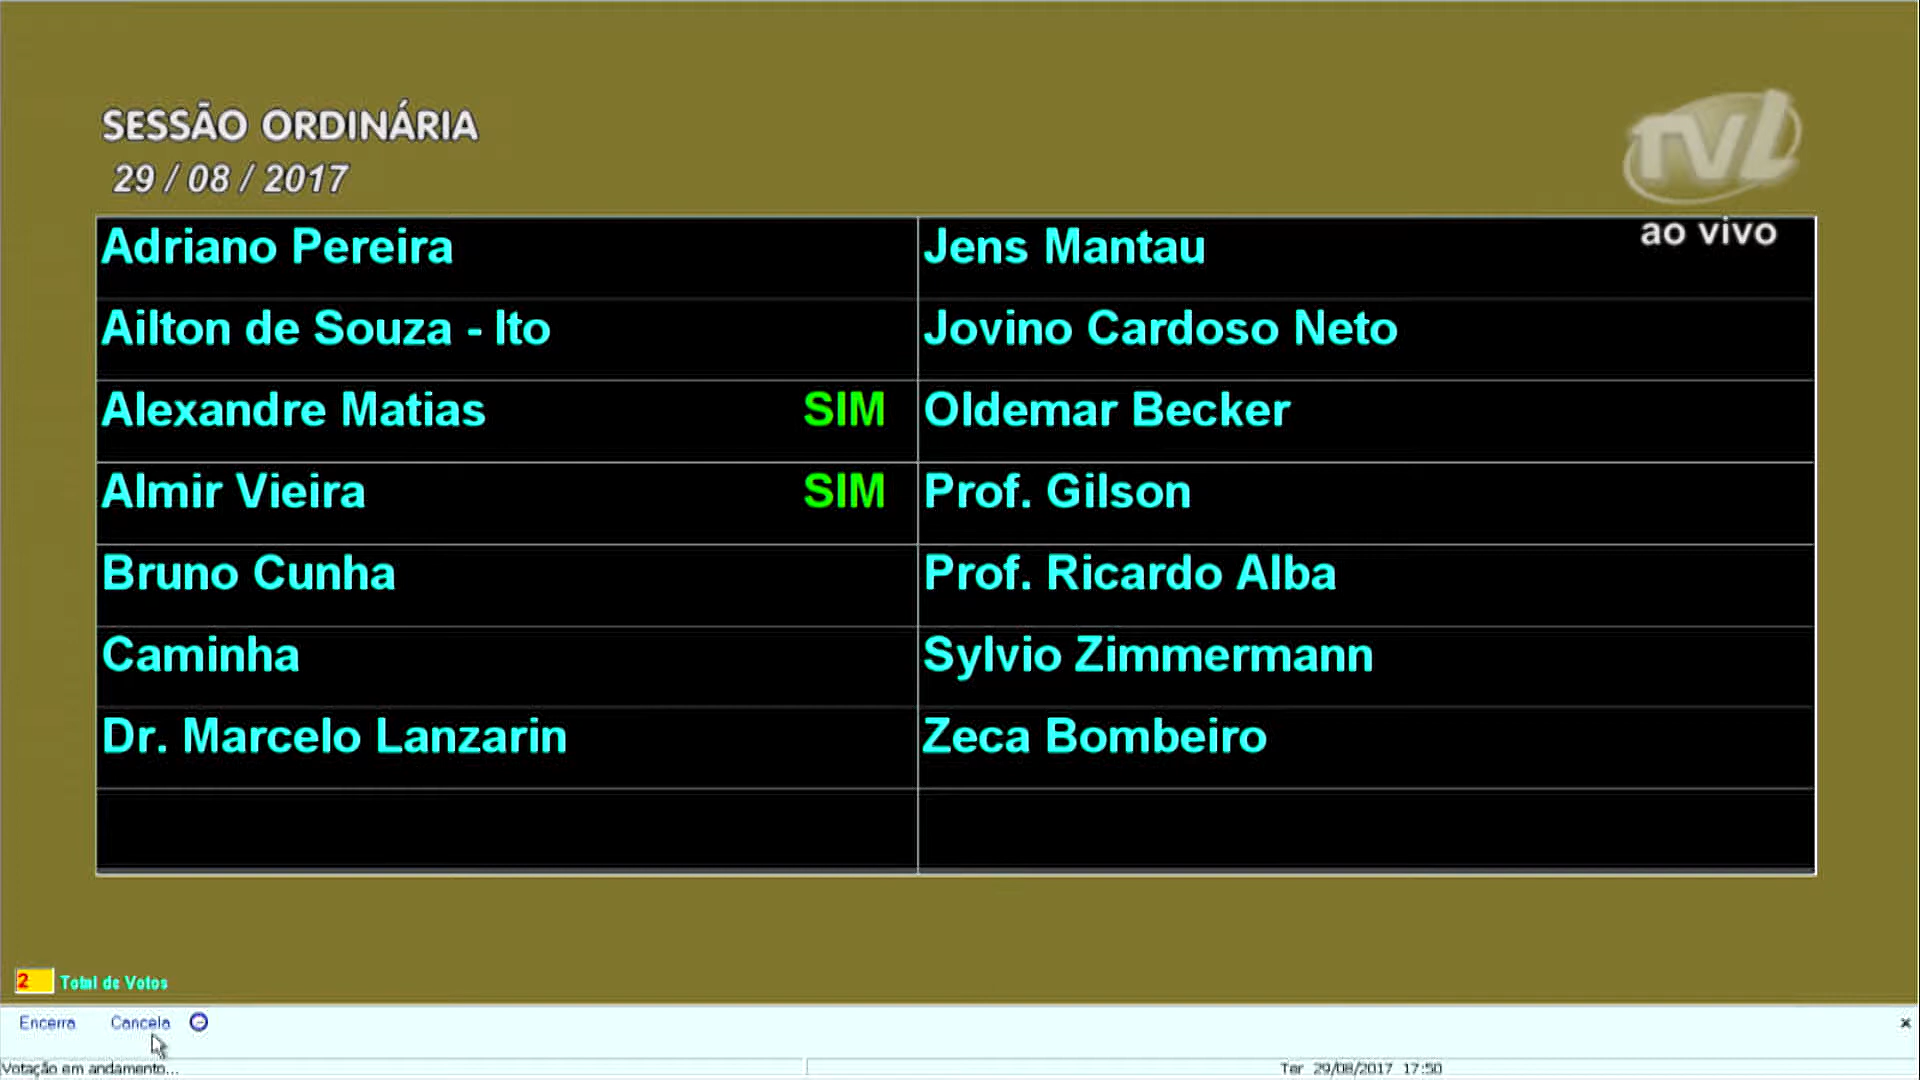 SESSÃO ORDINÁRIA
29 / 08 / 2017
TVL
ao vivo
Adriano Pereira
Ailton de Souza - Ito
Alexandre Matias SIM
Almir Vieira SIM
Bruno Cunha
Caminha
Dr. Marcelo Lanzarin
Jens Mantau
Jovino Cardoso Neto
Oldemar Becker
Prof. Gilson
Prof. Ricardo Alba
Sylvio Zimmermann
Zeca Bombeiro
2 Total de Votos
Encerra Cancela
Votação em andamento...
Ter 29/08/2017 17:50